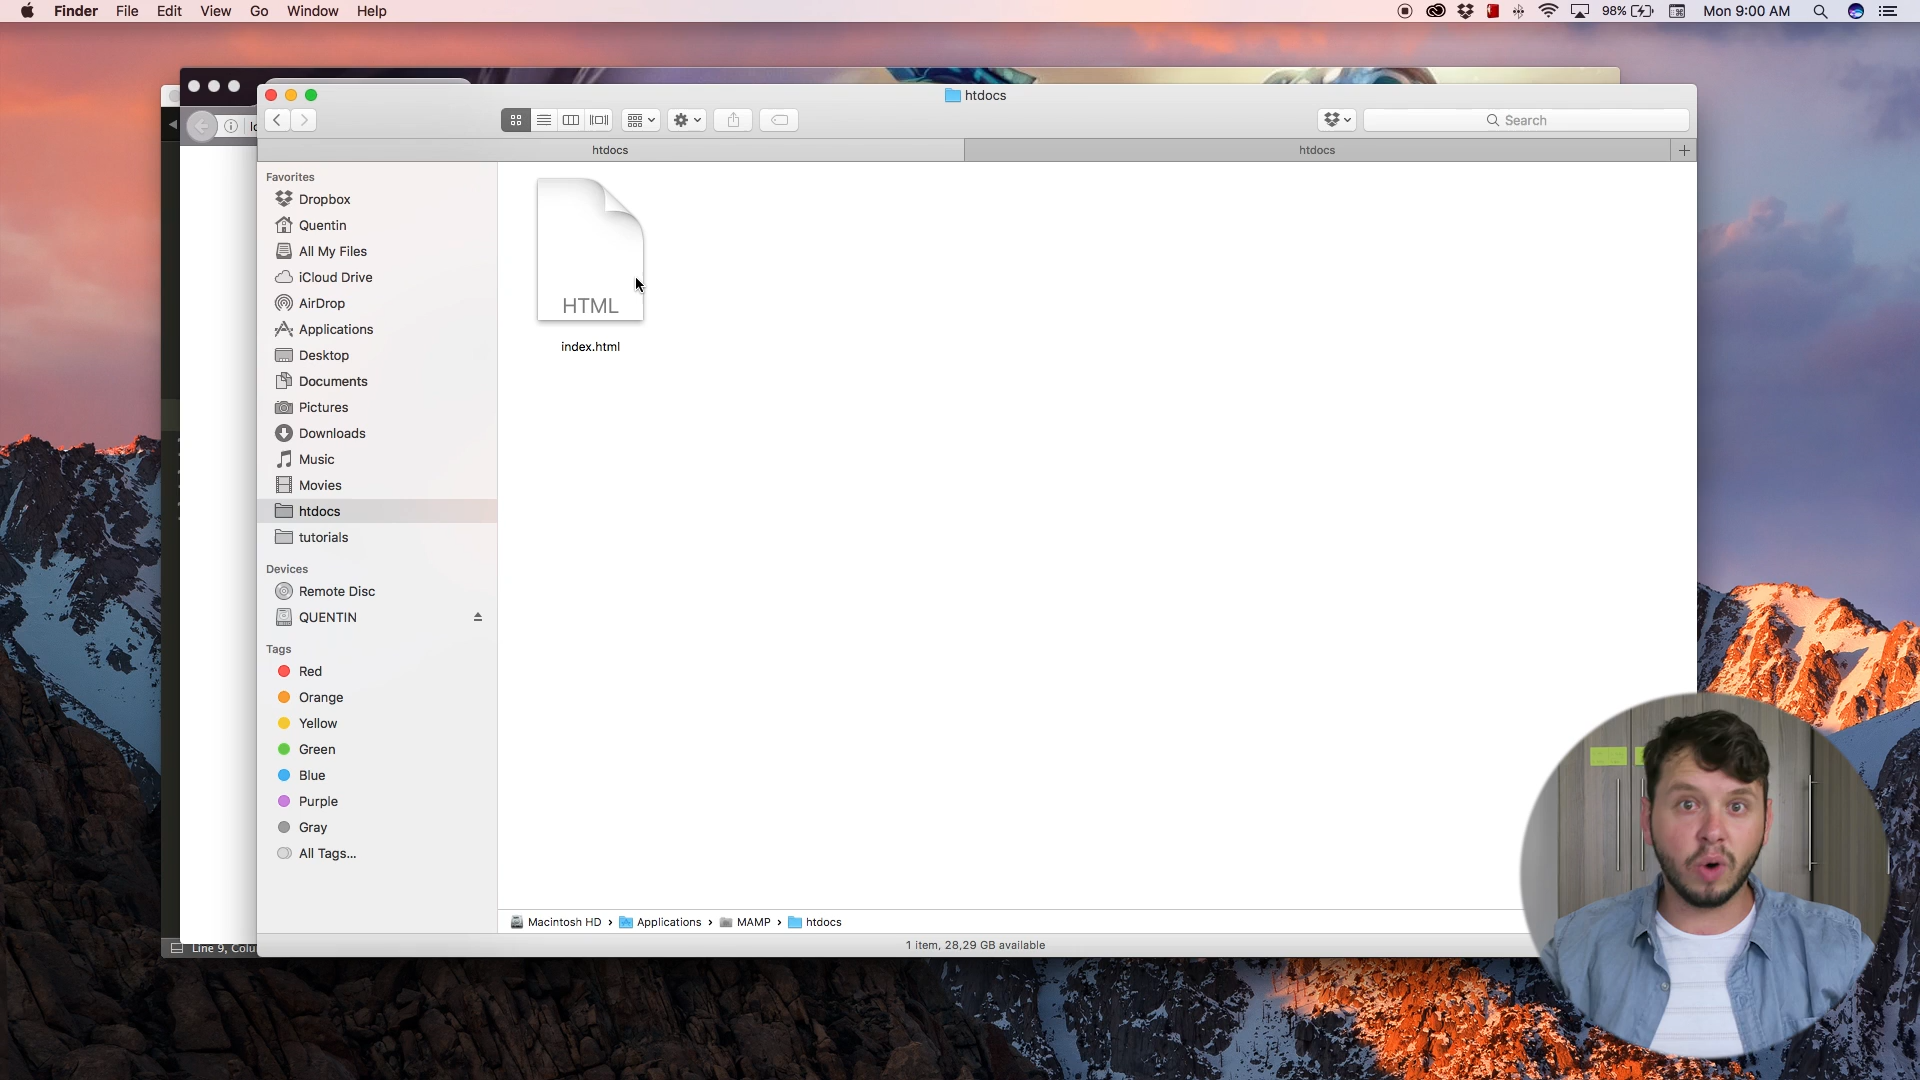 Finder File Edit View Go Window Help
98% Mon 9:00 AM
htdocs
Search
htdocs
htdocs
Favorites
Dropbox
Quentin
All My Files
iCloud Drive
AirDrop
Applications
Desktop
Documents
Pictures
Downloads
Music
Movies
htdocs
tutorials
Devices
Remote Disc
QUENTIN
Tags
Red
Orange
Yellow
Green
Blue
Purple
Gray
All Tags...
HTML
index.html
Macintosh HD › Applications › MAMP › htdocs
Line 9, Colu
1 item, 28,29 GB available